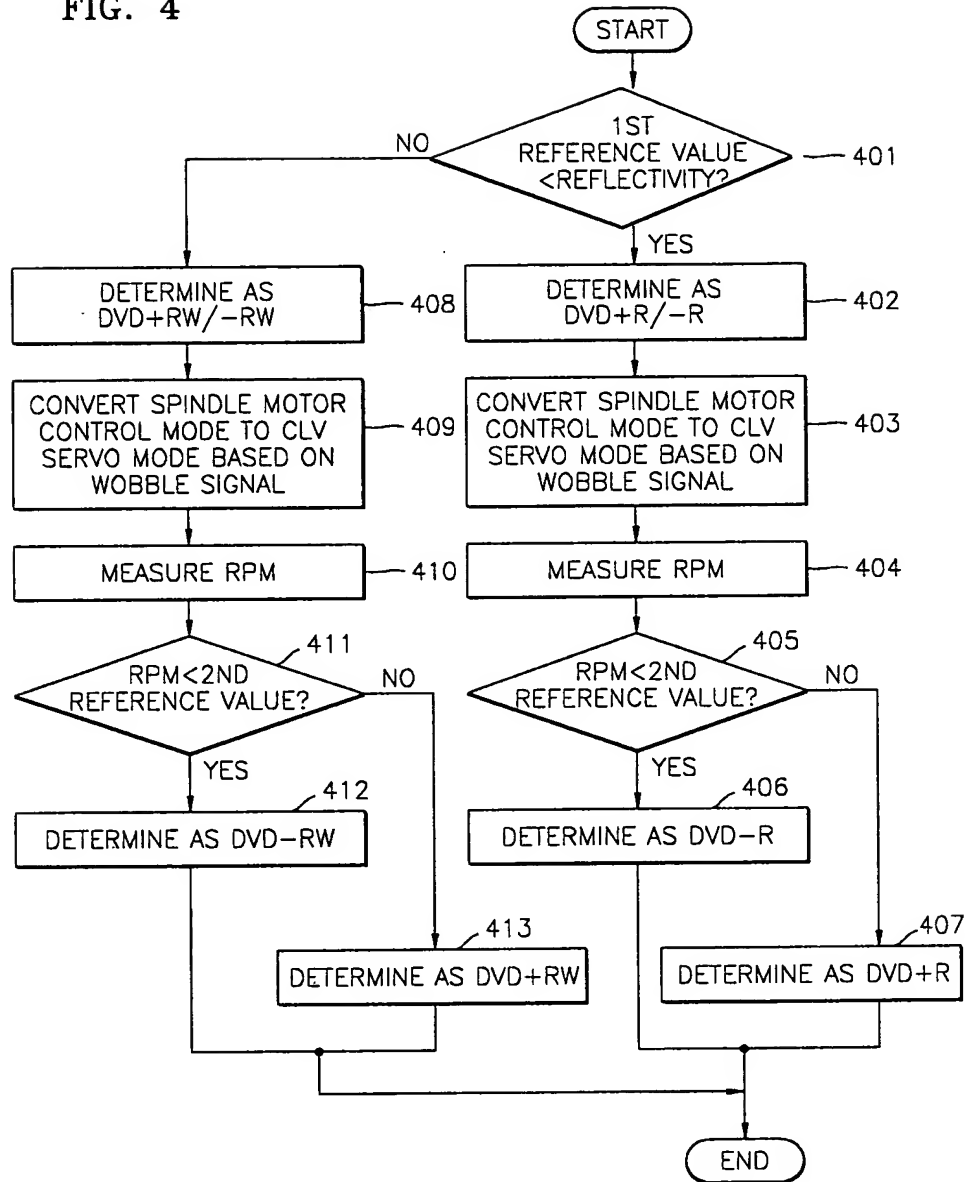 FIG. 4
START
1ST
REFERENCE VALUE
<REFLECTIVITY?
401
NO
YES
DETERMINE AS
DVD+RW/-RW
408
DETERMINE AS
DVD+R/-R
402
CONVERT SPINDLE MOTOR
CONTROL MODE TO CLV
SERVO MODE BASED ON
WOBBLE SIGNAL
409
CONVERT SPINDLE MOTOR
CONTROL MODE TO CLV
SERVO MODE BASED ON
WOBBLE SIGNAL
403
MEASURE RPM
410
MEASURE RPM
404
411
RPM<2ND
REFERENCE VALUE?
NO
YES
405
RPM<2ND
REFERENCE VALUE?
NO
YES
412
DETERMINE AS DVD-RW
406
DETERMINE AS DVD-R
413
DETERMINE AS DVD+RW
407
DETERMINE AS DVD+R
END